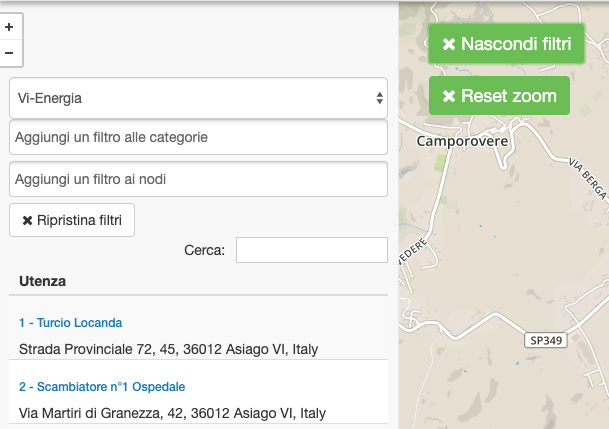 +
−
Vi-Energia
Aggiungi un filtro alle categorie
Aggiungi un filtro ai nodi
✖ Ripristina filtri
Cerca:
Utenza
1 - Turcio Locanda
Strada Provinciale 72, 45, 36012 Asiago VI, Italy
2 - Scambiatore n°1 Ospedale
Via Martiri di Granezza, 42, 36012 Asiago VI, Italy
✖ Nascondi filtri
✖ Reset zoom
Camporovere
VIA BERGA
VEDERE
SP349